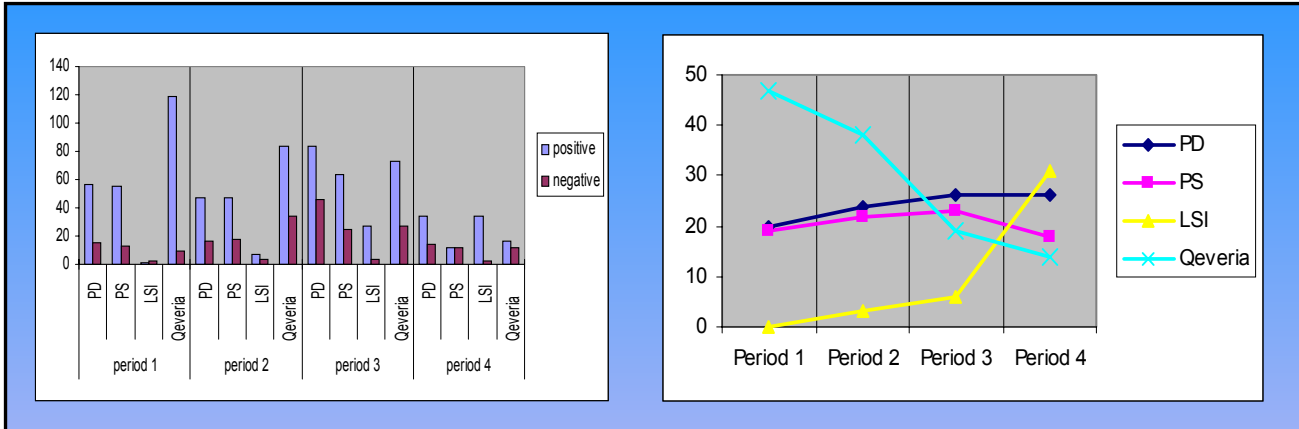 140
120
100
80
60
40
20
0
PD
PS
LSI
Qeveria
PD
PS
LSI
Qeveria
PD
PS
LSI
Qeveria
PD
PS
LSI
Qeveria
period 1
period 2
period 3
period 4
positive
negative
50
40
30
20
10
0
Period 1 Period 2 Period 3 Period 4
PD
PS
LSI
Qeveria